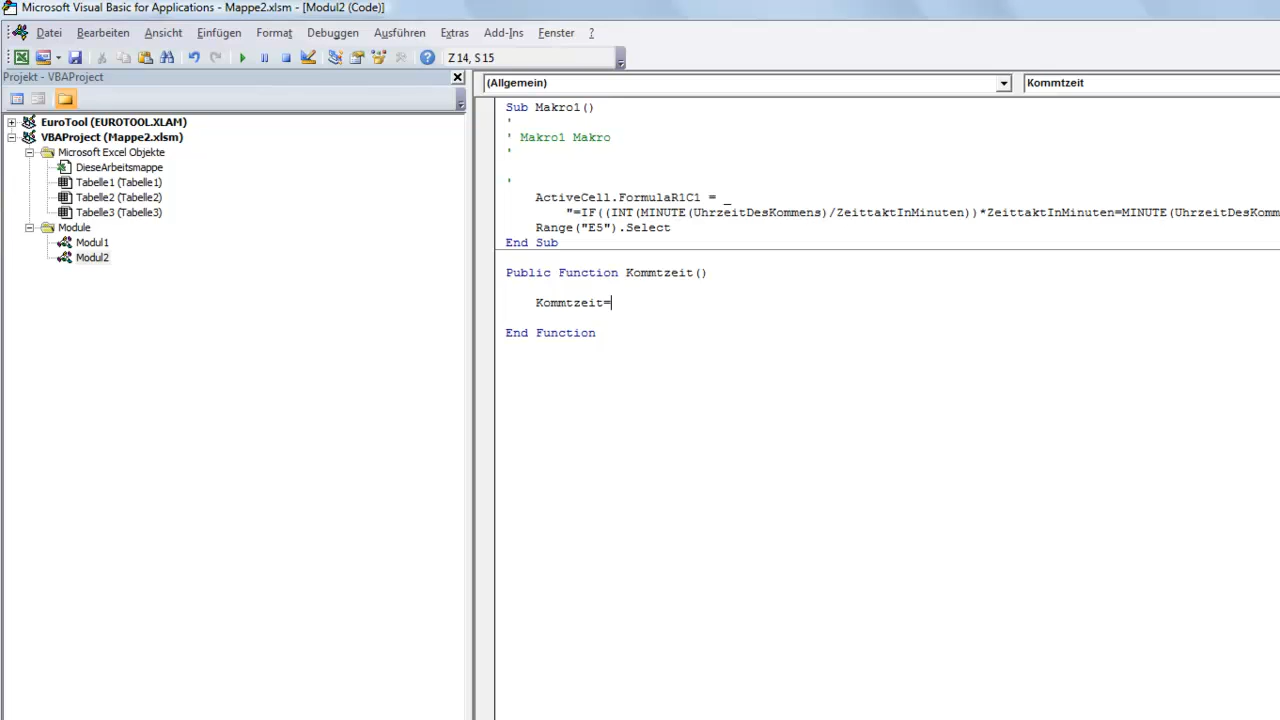 Microsoft Visual Basic for Applications - Mappe2.xlsm - [Modul2 (Code)]
Datei Bearbeiten Ansicht Einfügen Format Debuggen Ausführen Extras Add-Ins Fenster ?
Z 14, S 15
Projekt - VBAProject
(Allgemein) Kommtzeit
EuroTool (EUROTOOL.XLAM)
VBAProject (Mappe2.xlsm)
Microsoft Excel Objekte
DieseArbeitsmappe
Tabelle1 (Tabelle1)
Tabelle2 (Tabelle2)
Tabelle3 (Tabelle3)
Module
Modul1
Modul2
Sub Makro1()
'
' Makro1 Makro
'
'
ActiveCell.FormulaR1C1 = _
"=IF((INT(MINUTE(UhrzeitDesKommens)/ZeittaktInMinuten))*ZeittaktInMinuten=MINUTE(UhrzeitDesKomm
Range("E5").Select
End Sub
Public Function Kommtzeit()
Kommtzeit=
End Function